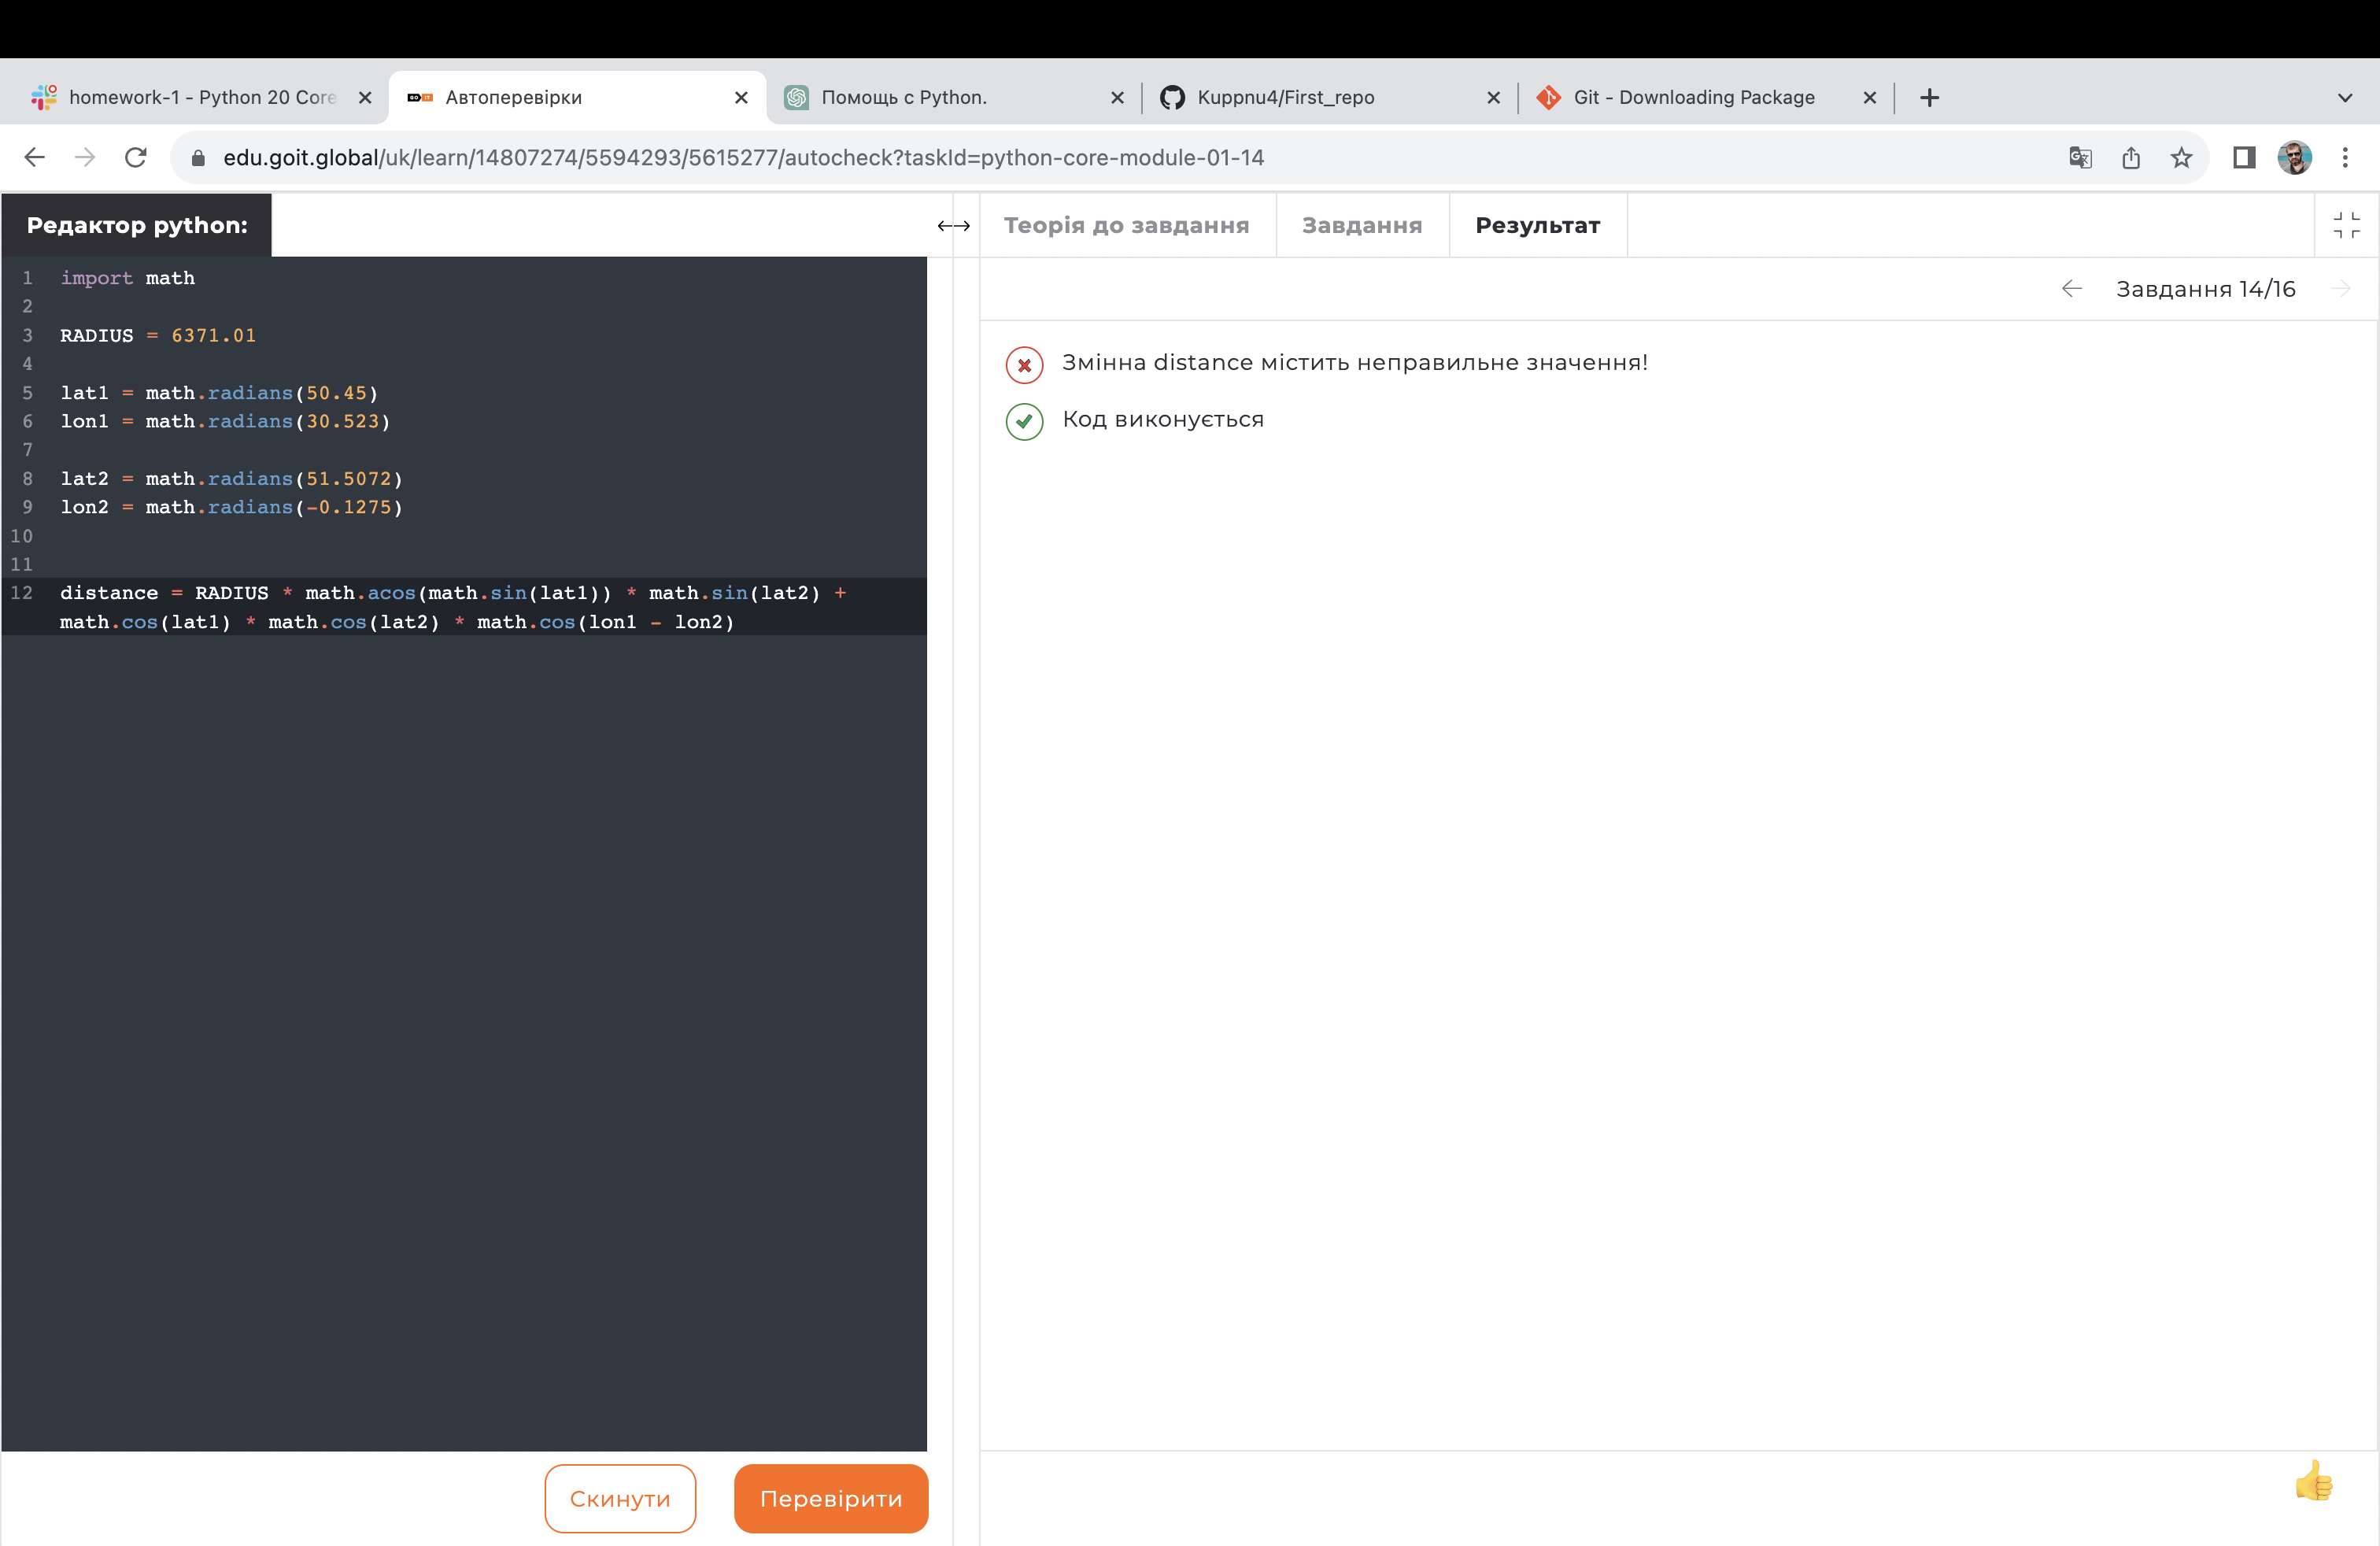 homework-1 - Python 20 Core
Автоперевірки
Помощь с Python.
Kuppnu4/First_repo
Git - Downloading Package
edu.goit.global/uk/learn/14807274/5594293/5615277/autocheck?taskId=python-core-module-01-14
Редактор python:
Теорія до завдання
Завдання
Результат
Завдання 14/16
1 import math
2
3 RADIUS = 6371.01
4
5 lat1 = math.radians(50.45)
6 lon1 = math.radians(30.523)
7
8 lat2 = math.radians(51.5072)
9 lon2 = math.radians(-0.1275)
10
11
12 distance = RADIUS * math.acos(math.sin(lat1)) * math.sin(lat2) +
math.cos(lat1) * math.cos(lat2) * math.cos(lon1 - lon2)
Змінна distance містить неправильне значення!
Код виконується
Скинути
Перевірити